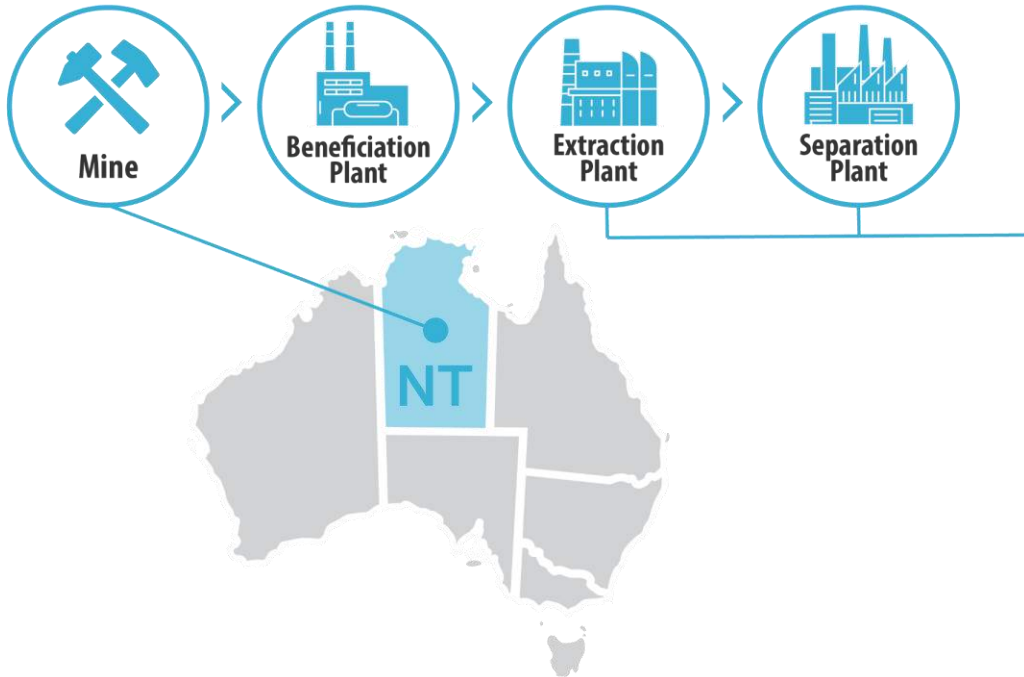 Mine
Beneficiation
Plant
Extraction
Plant
Separation
Plant
NT